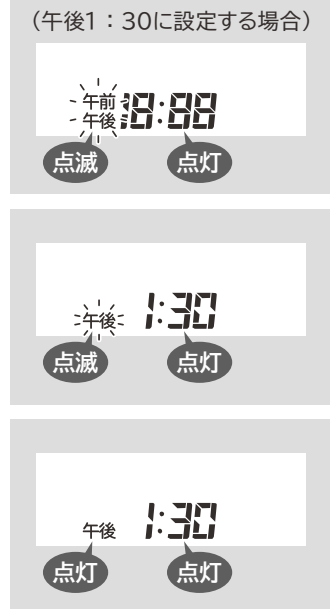 (午後1:30に設定する場合)
午前
午後
18:88
点滅
点灯
午後
1:30
点滅
点灯
午後
1:30
点灯
点灯